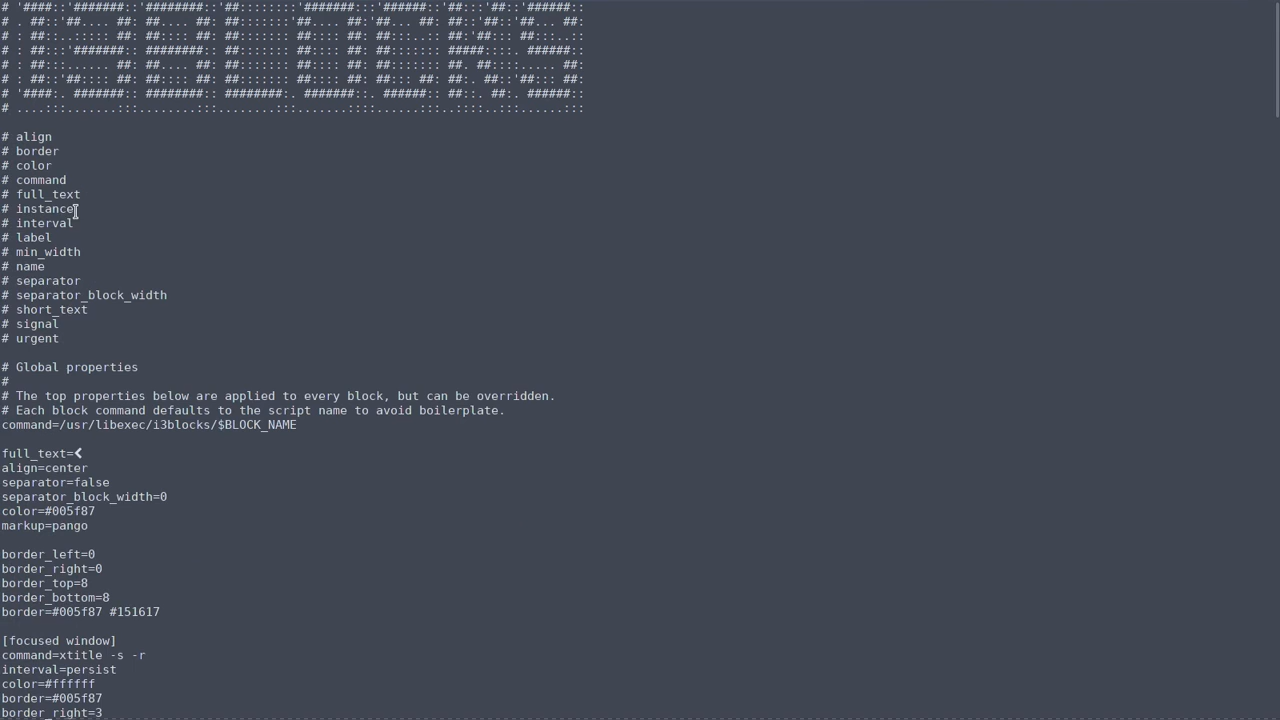 # '####::'#######::'########::'##::::::::'#######:::'######::'##:::'##::'######::
# . ##::'##.... ##: ##.... ##: ##:::::::'##.... ##:'##... ##: ##::'##::'##... ##:
# : ##::..::::: ##: ##:::: ##: ##::::::: ##:::: ##: ##:::..:: ##:'##::: ##:::..::
# : ##:::'#######:: ########:: ##::::::: ##:::: ##: ##::::::: #####::::. ######::
# : ##:::...... ##: ##.... ##: ##::::::: ##:::: ##: ##::::::: ##. ##::::..... ##:
# : ##::'##:::: ##: ##:::: ##: ##::::::: ##:::: ##: ##::: ##: ##:. ##::'##::: ##:
# '####:. #######:: ########:: ########:. #######::. ######:: ##::. ##:. ######::
# ....:::.......:::........:::........:::.......::::......:::..::::..:::......:::
# align
# border
# color
# command
# full_text
# instance
# interval
# label
# min_width
# name
# separator
# separator_block_width
# short_text
# signal
# urgent
# Global properties
#
# The top properties below are applied to every block, but can be overridden.
# Each block command defaults to the script name to avoid boilerplate.
command=/usr/libexec/i3blocks/$BLOCK_NAME
full_text=
align=center
separator=false
separator_block_width=0
color=#005f87
markup=pango
border_left=0
border_right=0
border_top=8
border_bottom=8
border=#005f87 #151617
[focused window]
command=xtitle -s -r
interval=persist
color=#ffffff
border=#005f87
border_right=3